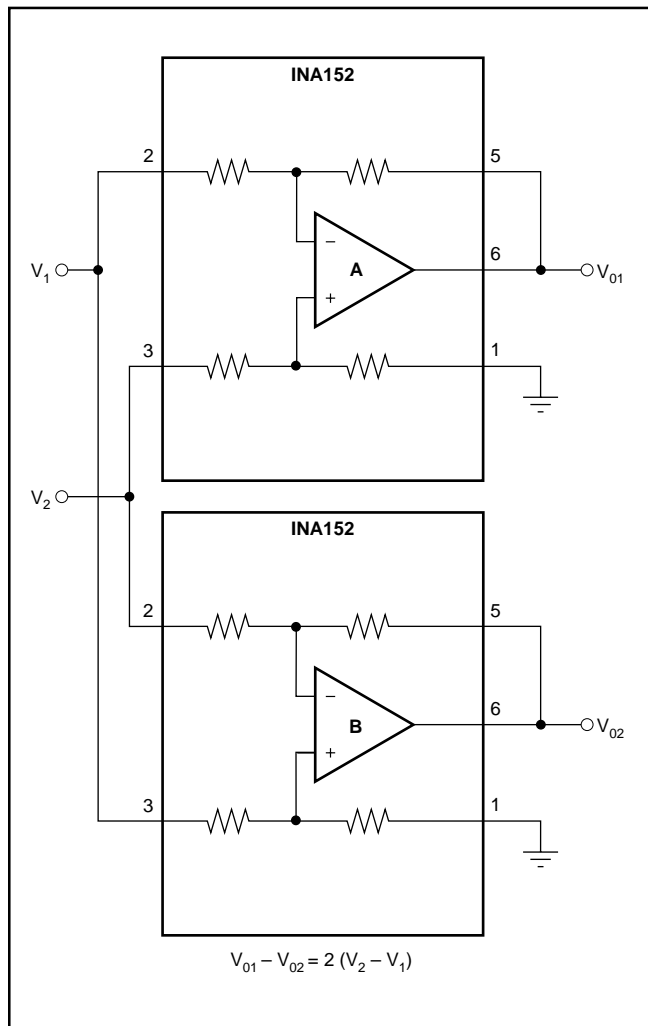 INA152
2
5
V₁
−
A
6
V₀₁
+
3
1
V₂
INA152
2
5
−
B
6
V₀₂
+
3
1
V₀₁ – V₀₂ = 2 (V₂ – V₁)